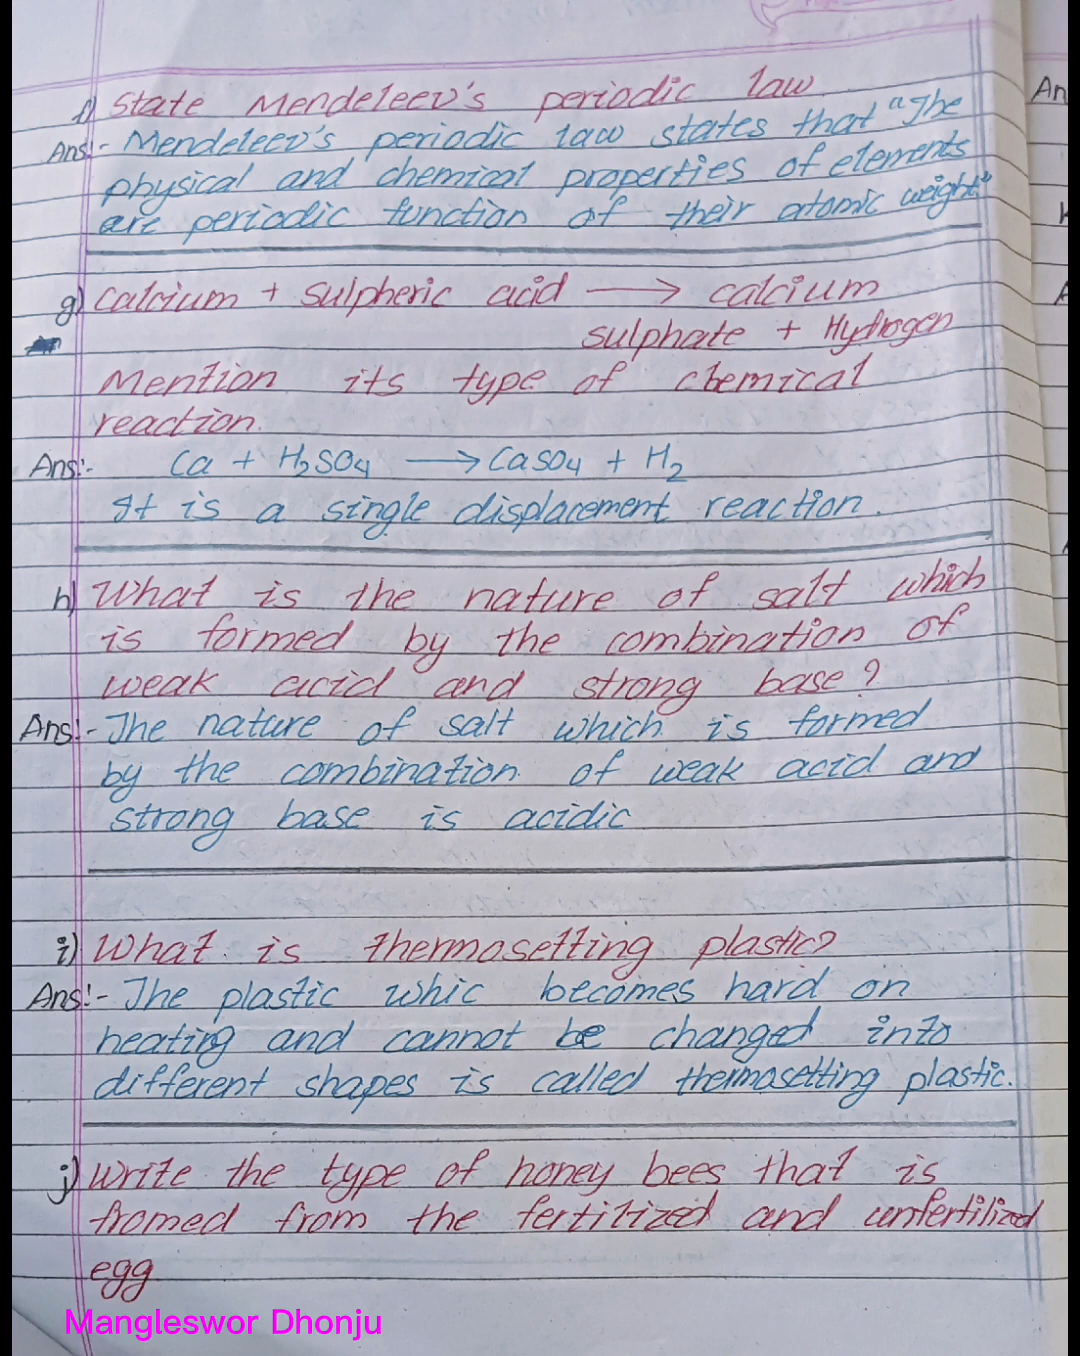 f) State Mendeleev's periodic law
Ans:- Mendeleev's periodic law states that "The
physical and chemical properties of elements
are periodic function of their atomic weight"
g) Calcium + Sulpheric acid → calcium
sulphate + Hydrogen
Mention its type of chemical
reaction.
Ans:- Ca + H₂SO₄ → CaSO₄ + H₂
It is a single displacement reaction.
h) What is the nature of salt which
is formed by the combination of
weak acid and strong base?
Ans:- The nature of salt which is formed
by the combination of weak acid and
strong base is acidic
i) What is thermosetting plastic?
Ans:- The plastic whic becomes hard on
heating and cannot be changed into
different shapes is called thermosetting plastic.
j) Write the type of honey bees that is
fromed from the fertilized and unfertilized
egg
Mangleswor Dhonju
An